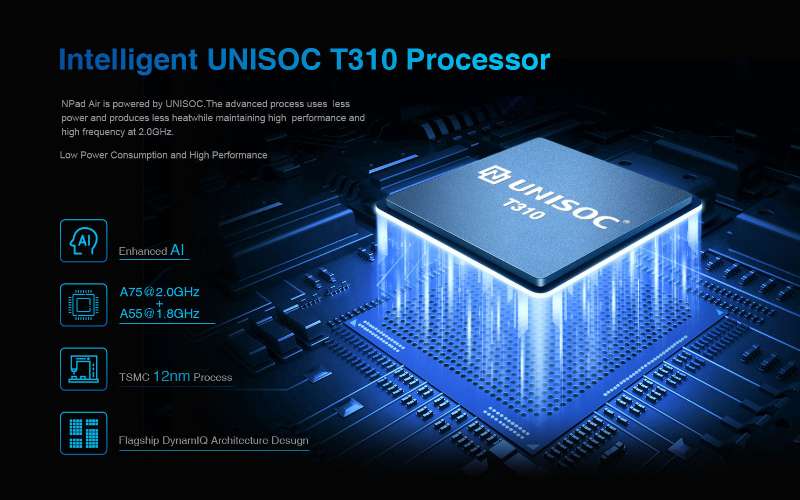 Intelligent UNISOC T310 Processor
NPad Air is powered by UNISOC.The advanced process uses less
power and produces less heatwhile maintaining high performance and
high frequency at 2.0GHz.
Low Power Consumption and High Performance
UNISOC®
T310
AI
Enhanced AI
A75@2.0GHz
+
A55@1.8GHz
TSMC 12nm Process
Flagship DynamIQ Architecture Desugn